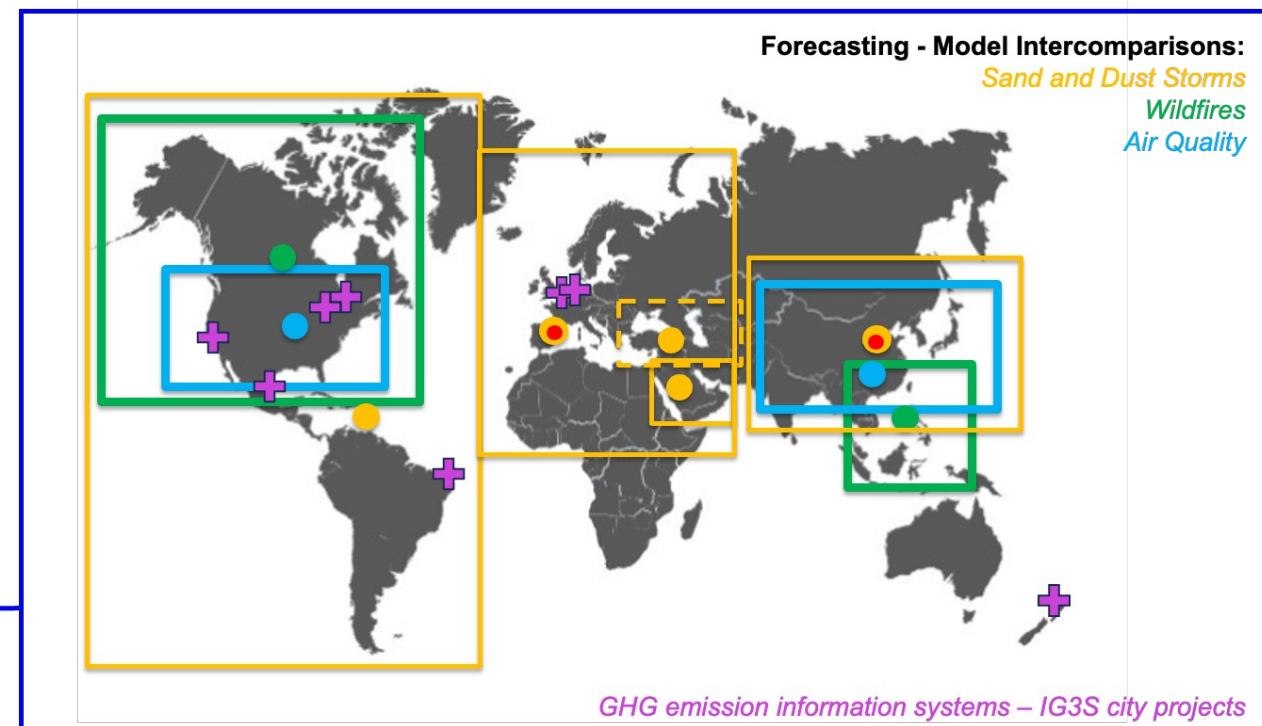 Forecasting - Model Intercomparisons:
Sand and Dust Storms
Wildfires
Air Quality
GHG emission information systems – IG3S city projects